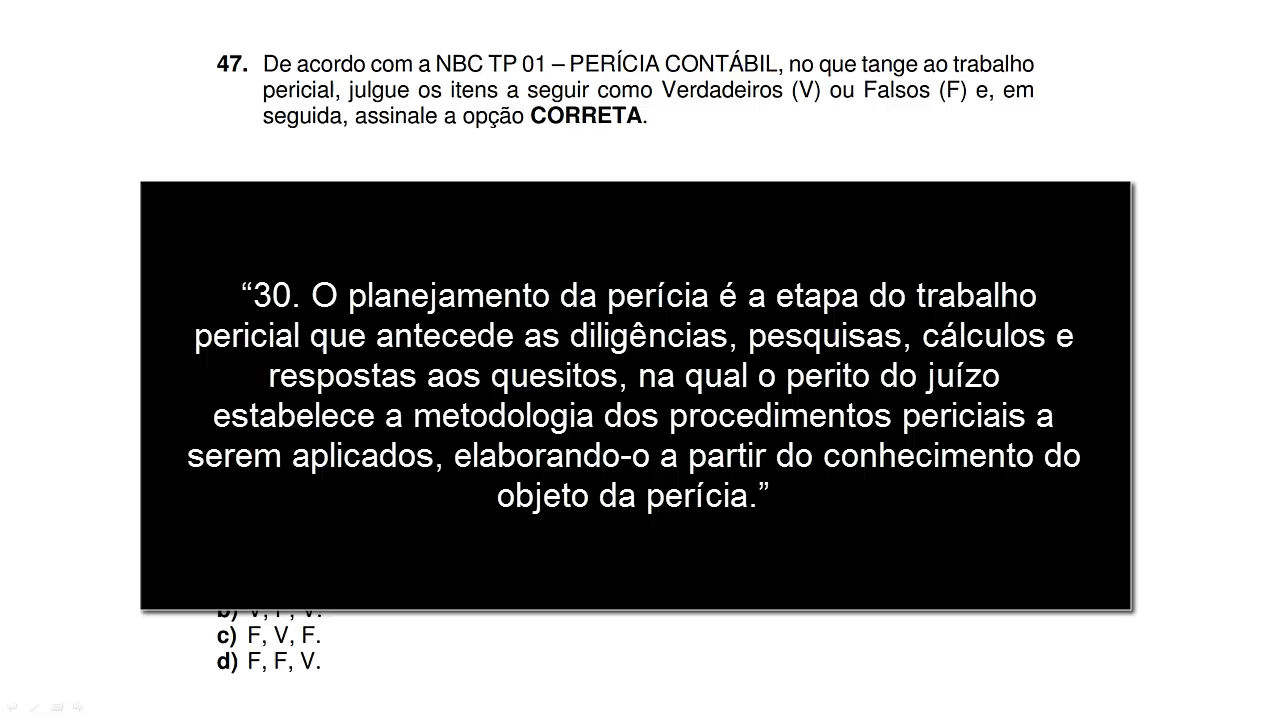 47. De acordo com a NBC TP 01 – PERÍCIA CONTÁBIL, no que tange ao trabalho
pericial, julgue os itens a seguir como Verdadeiros (V) ou Falsos (F) e, em
seguida, assinale a opção CORRETA.
“30. O planejamento da perícia é a etapa do trabalho
pericial que antecede as diligências, pesquisas, cálculos e
respostas aos quesitos, na qual o perito do juízo
estabelece a metodologia dos procedimentos periciais a
serem aplicados, elaborando-o a partir do conhecimento do
objeto da perícia.”
b) V, F, V.
c) F, V, F.
d) F, F, V.